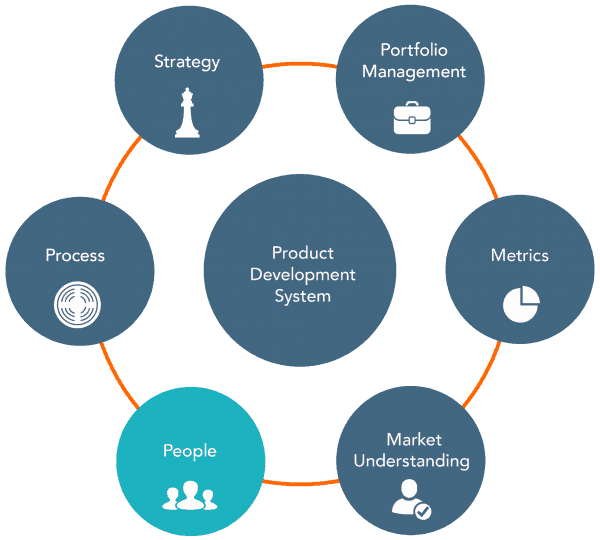 Strategy
Portfolio
Management
Process
Product
Development
System
Metrics
People
Market
Understanding